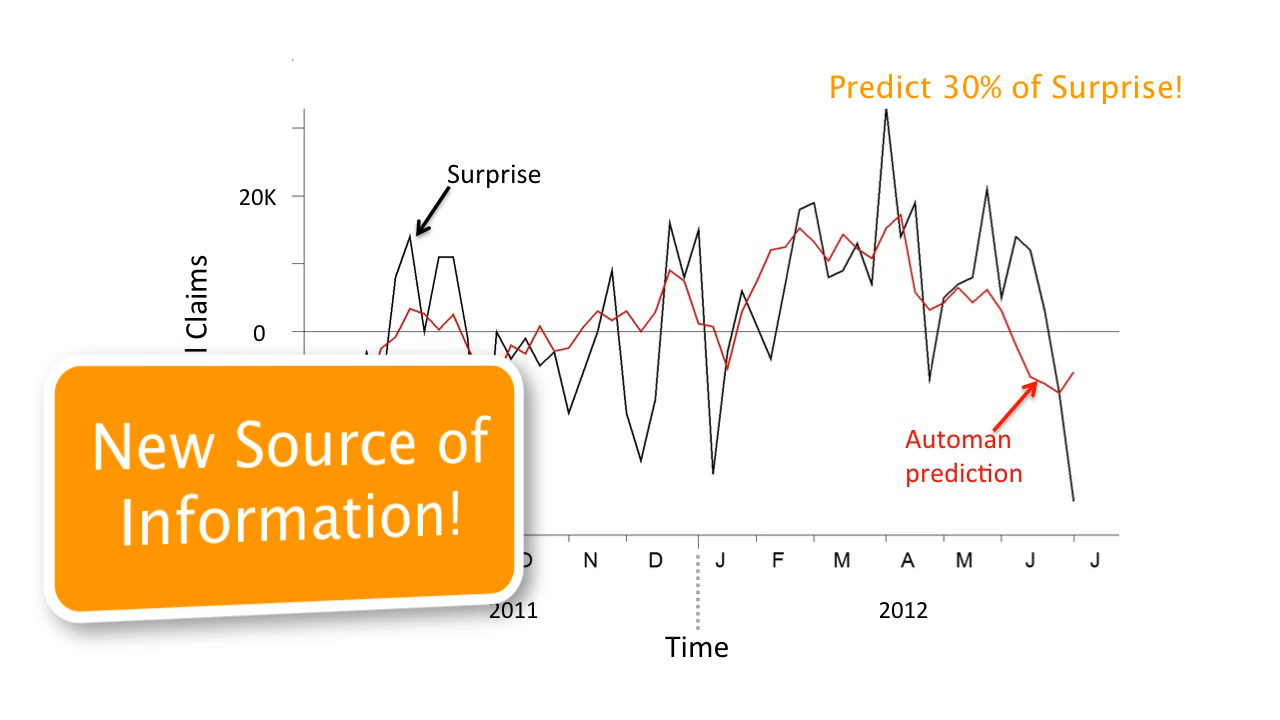 Predict 30% of Surprise!
Surprise
20K
0
Claims
Automan
prediction
New Source of
Information!
N D J F M A M J J
2011 2012
Time